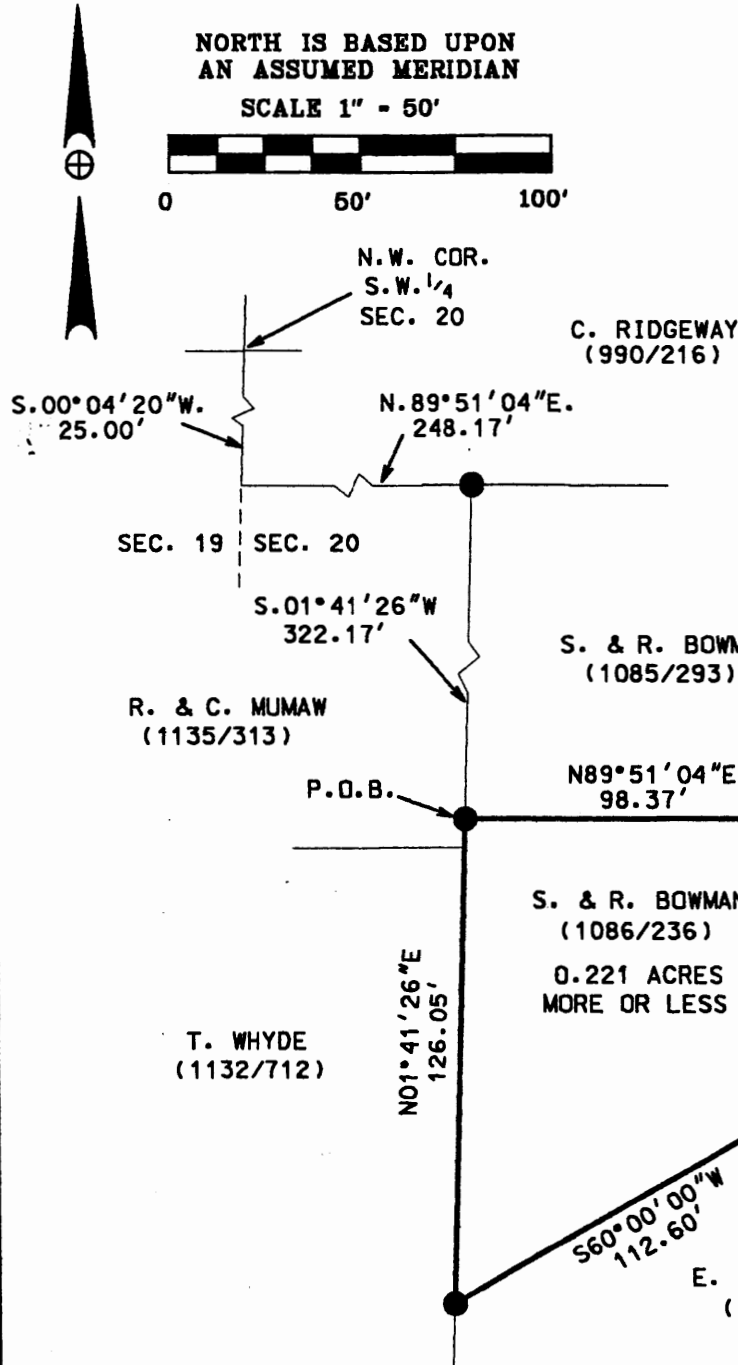 NORTH IS BASED UPON
AN ASSUMED MERIDIAN
SCALE 1" - 50'
0 50' 100'
N.W. COR.
S.W. 1/4
SEC. 20
C. RIDGEWAY
(990/216)
S.00°04'20"W.
25.00'
N.89°51'04"E.
248.17'
SEC. 19 SEC. 20
S.01°41'26"W
322.17'
S. & R. BOWM
(1085/293)
R. & C. MUMAW
(1135/313)
N89°51'04"E
98.37'
P.O.B.
S. & R. BOWMAN
(1086/236)
0.221 ACRES
MORE OR LESS
N01°41'26"E
126.05'
T. WHYDE
(1132/712)
S60°00'00"W
112.60'
E.
(